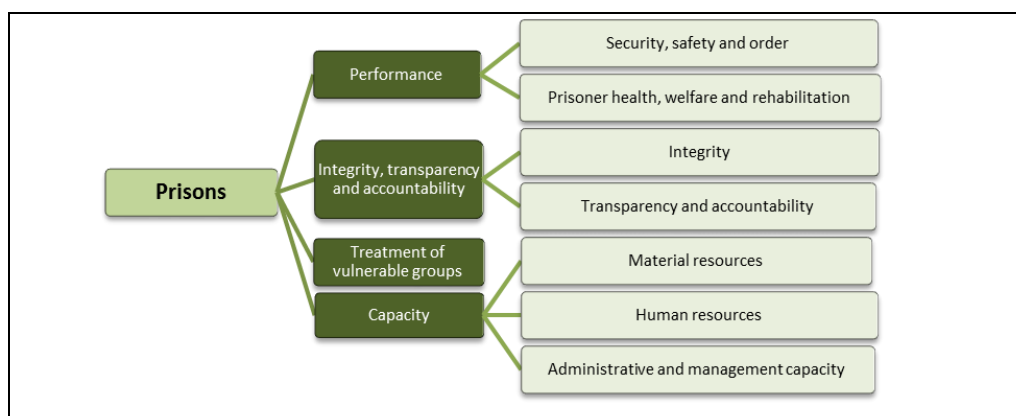 Prisons
Performance
Security, safety and order
Prisoner health, welfare and rehabilitation
Integrity, transparency
and accountability
Integrity
Transparency and accountability
Treatment of
vulnerable groups
Capacity
Material resources
Human resources
Administrative and management capacity